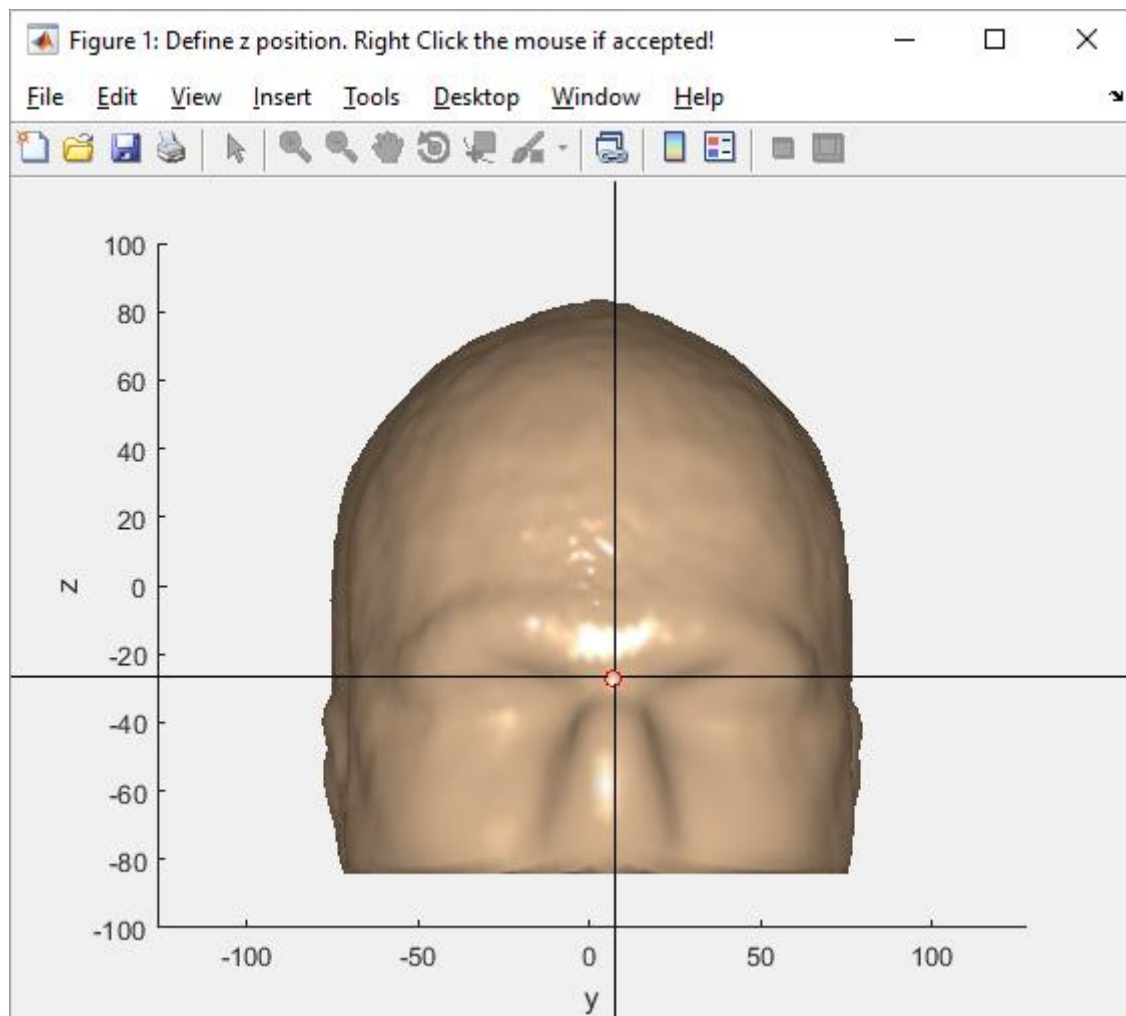 Figure 1: Define z position. Right Click the mouse if accepted!
File Edit View Insert Tools Desktop Window Help
100
80
60
40
20
0
-20
-40
-60
-80
-100
z
-100 -50 0 50 100
y